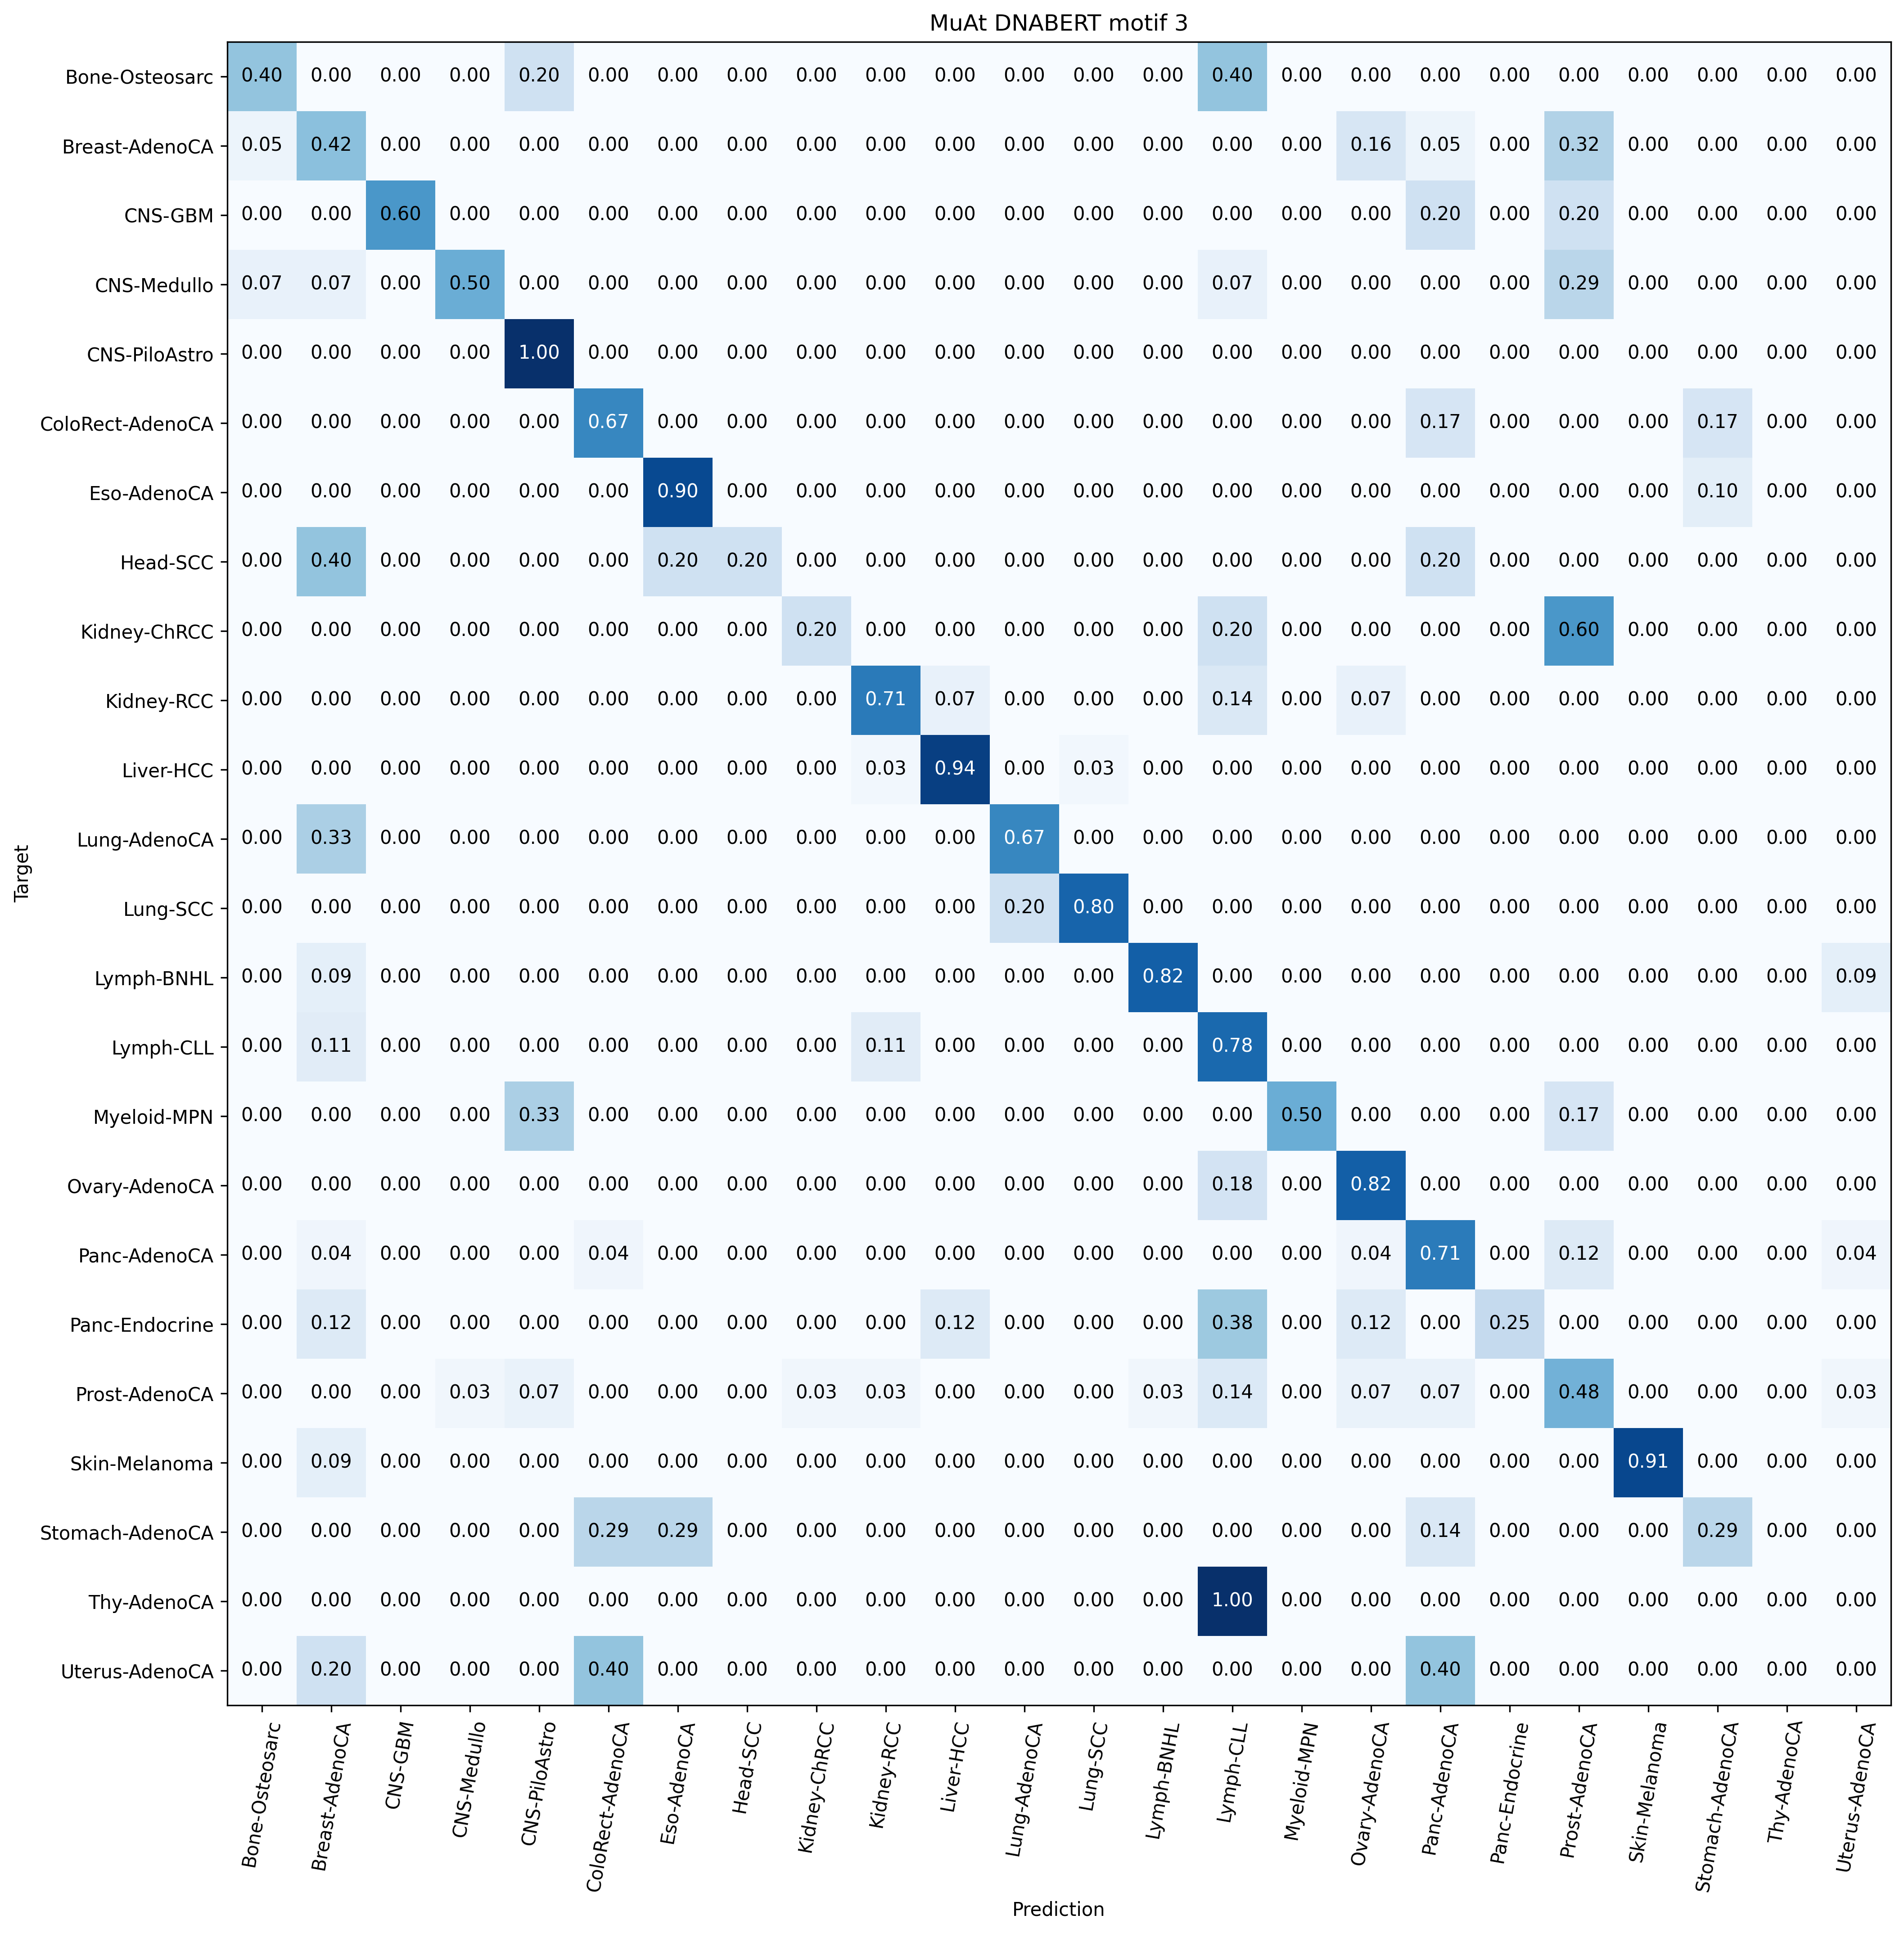 MuAt DNABERT motif 3
Bone-Osteosarc 0.40 0.00 0.00 0.00 0.20 0.00 0.00 0.00 0.00 0.00 0.00 0.00 0.00 0.00 0.40 0.00 0.00 0.00 0.00 0.00 0.00 0.00 0.00 0.00
Breast-AdenoCA 0.05 0.42 0.00 0.00 0.00 0.00 0.00 0.00 0.00 0.00 0.00 0.00 0.00 0.00 0.00 0.00 0.16 0.05 0.00 0.32 0.00 0.00 0.00 0.00
CNS-GBM 0.00 0.00 0.60 0.00 0.00 0.00 0.00 0.00 0.00 0.00 0.00 0.00 0.00 0.00 0.00 0.00 0.00 0.20 0.00 0.20 0.00 0.00 0.00 0.00
CNS-Medullo 0.07 0.07 0.00 0.50 0.00 0.00 0.00 0.00 0.00 0.00 0.00 0.00 0.00 0.00 0.07 0.00 0.00 0.00 0.00 0.29 0.00 0.00 0.00 0.00
CNS-PiloAstro 0.00 0.00 0.00 0.00 1.00 0.00 0.00 0.00 0.00 0.00 0.00 0.00 0.00 0.00 0.00 0.00 0.00 0.00 0.00 0.00 0.00 0.00 0.00 0.00
ColoRect-AdenoCA 0.00 0.00 0.00 0.00 0.00 0.67 0.00 0.00 0.00 0.00 0.00 0.00 0.00 0.00 0.00 0.00 0.00 0.17 0.00 0.00 0.00 0.17 0.00 0.00
Eso-AdenoCA 0.00 0.00 0.00 0.00 0.00 0.00 0.90 0.00 0.00 0.00 0.00 0.00 0.00 0.00 0.00 0.00 0.00 0.00 0.00 0.00 0.00 0.10 0.00 0.00
Head-SCC 0.00 0.40 0.00 0.00 0.00 0.00 0.20 0.20 0.00 0.00 0.00 0.00 0.00 0.00 0.00 0.00 0.00 0.20 0.00 0.00 0.00 0.00 0.00 0.00
Kidney-ChRCC 0.00 0.00 0.00 0.00 0.00 0.00 0.00 0.00 0.20 0.00 0.00 0.00 0.00 0.00 0.20 0.00 0.00 0.00 0.00 0.60 0.00 0.00 0.00 0.00
Kidney-RCC 0.00 0.00 0.00 0.00 0.00 0.00 0.00 0.00 0.00 0.71 0.07 0.00 0.00 0.00 0.14 0.00 0.07 0.00 0.00 0.00 0.00 0.00 0.00 0.00
Liver-HCC 0.00 0.00 0.00 0.00 0.00 0.00 0.00 0.00 0.00 0.03 0.94 0.00 0.03 0.00 0.00 0.00 0.00 0.00 0.00 0.00 0.00 0.00 0.00 0.00
Lung-AdenoCA 0.00 0.33 0.00 0.00 0.00 0.00 0.00 0.00 0.00 0.00 0.00 0.67 0.00 0.00 0.00 0.00 0.00 0.00 0.00 0.00 0.00 0.00 0.00 0.00
Lung-SCC 0.00 0.00 0.00 0.00 0.00 0.00 0.00 0.00 0.00 0.00 0.00 0.20 0.80 0.00 0.00 0.00 0.00 0.00 0.00 0.00 0.00 0.00 0.00 0.00
Lymph-BNHL 0.00 0.09 0.00 0.00 0.00 0.00 0.00 0.00 0.00 0.00 0.00 0.00 0.00 0.82 0.00 0.00 0.00 0.00 0.00 0.00 0.00 0.00 0.00 0.09
Lymph-CLL 0.00 0.11 0.00 0.00 0.00 0.00 0.00 0.00 0.00 0.11 0.00 0.00 0.00 0.00 0.78 0.00 0.00 0.00 0.00 0.00 0.00 0.00 0.00 0.00
Myeloid-MPN 0.00 0.00 0.00 0.00 0.33 0.00 0.00 0.00 0.00 0.00 0.00 0.00 0.00 0.00 0.00 0.50 0.00 0.00 0.00 0.17 0.00 0.00 0.00 0.00
Ovary-AdenoCA 0.00 0.00 0.00 0.00 0.00 0.00 0.00 0.00 0.00 0.00 0.00 0.00 0.00 0.00 0.18 0.00 0.82 0.00 0.00 0.00 0.00 0.00 0.00 0.00
Panc-AdenoCA 0.00 0.04 0.00 0.00 0.00 0.04 0.00 0.00 0.00 0.00 0.00 0.00 0.00 0.00 0.00 0.00 0.04 0.71 0.00 0.12 0.00 0.00 0.00 0.04
Panc-Endocrine 0.00 0.12 0.00 0.00 0.00 0.00 0.00 0.00 0.00 0.00 0.12 0.00 0.00 0.00 0.38 0.00 0.12 0.00 0.25 0.00 0.00 0.00 0.00 0.00
Prost-AdenoCA 0.00 0.00 0.00 0.03 0.07 0.00 0.00 0.00 0.03 0.03 0.00 0.00 0.00 0.03 0.14 0.00 0.07 0.07 0.00 0.48 0.00 0.00 0.00 0.03
Skin-Melanoma 0.00 0.09 0.00 0.00 0.00 0.00 0.00 0.00 0.00 0.00 0.00 0.00 0.00 0.00 0.00 0.00 0.00 0.00 0.00 0.00 0.91 0.00 0.00 0.00
Stomach-AdenoCA 0.00 0.00 0.00 0.00 0.00 0.29 0.29 0.00 0.00 0.00 0.00 0.00 0.00 0.00 0.00 0.00 0.00 0.14 0.00 0.00 0.00 0.29 0.00 0.00
Thy-AdenoCA 0.00 0.00 0.00 0.00 0.00 0.00 0.00 0.00 0.00 0.00 0.00 0.00 0.00 0.00 1.00 0.00 0.00 0.00 0.00 0.00 0.00 0.00 0.00 0.00
Uterus-AdenoCA 0.00 0.20 0.00 0.00 0.00 0.40 0.00 0.00 0.00 0.00 0.00 0.00 0.00 0.00 0.00 0.00 0.00 0.40 0.00 0.00 0.00 0.00 0.00 0.00
Target
Bone-Osteosarc
Breast-AdenoCA
CNS-GBM
CNS-Medullo
CNS-PiloAstro
ColoRect-AdenoCA
Eso-AdenoCA
Head-SCC
Kidney-ChRCC
Kidney-RCC
Liver-HCC
Lung-AdenoCA
Lung-SCC
Lymph-BNHL
Lymph-CLL
Myeloid-MPN
Ovary-AdenoCA
Panc-AdenoCA
Panc-Endocrine
Prost-AdenoCA
Skin-Melanoma
Stomach-AdenoCA
Thy-AdenoCA
Uterus-AdenoCA
Prediction